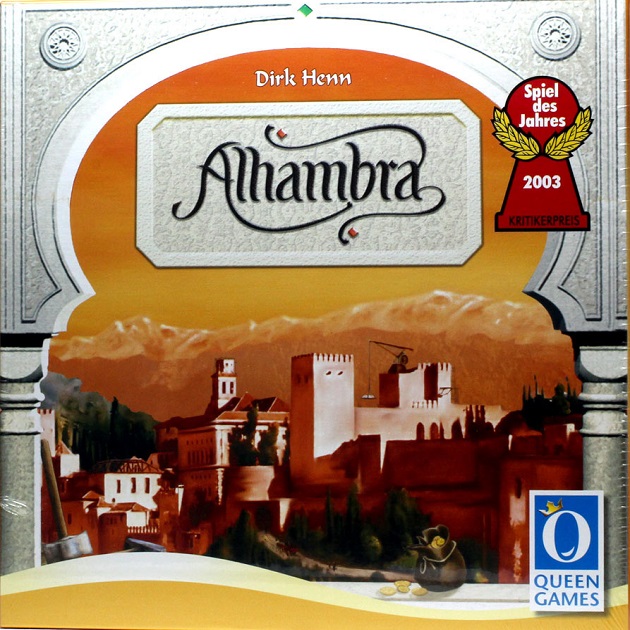 Dirk Henn
Alhambra
Spiel
des
Jahres
2003
KRITIKERPREIS
QUEEN
GAMES